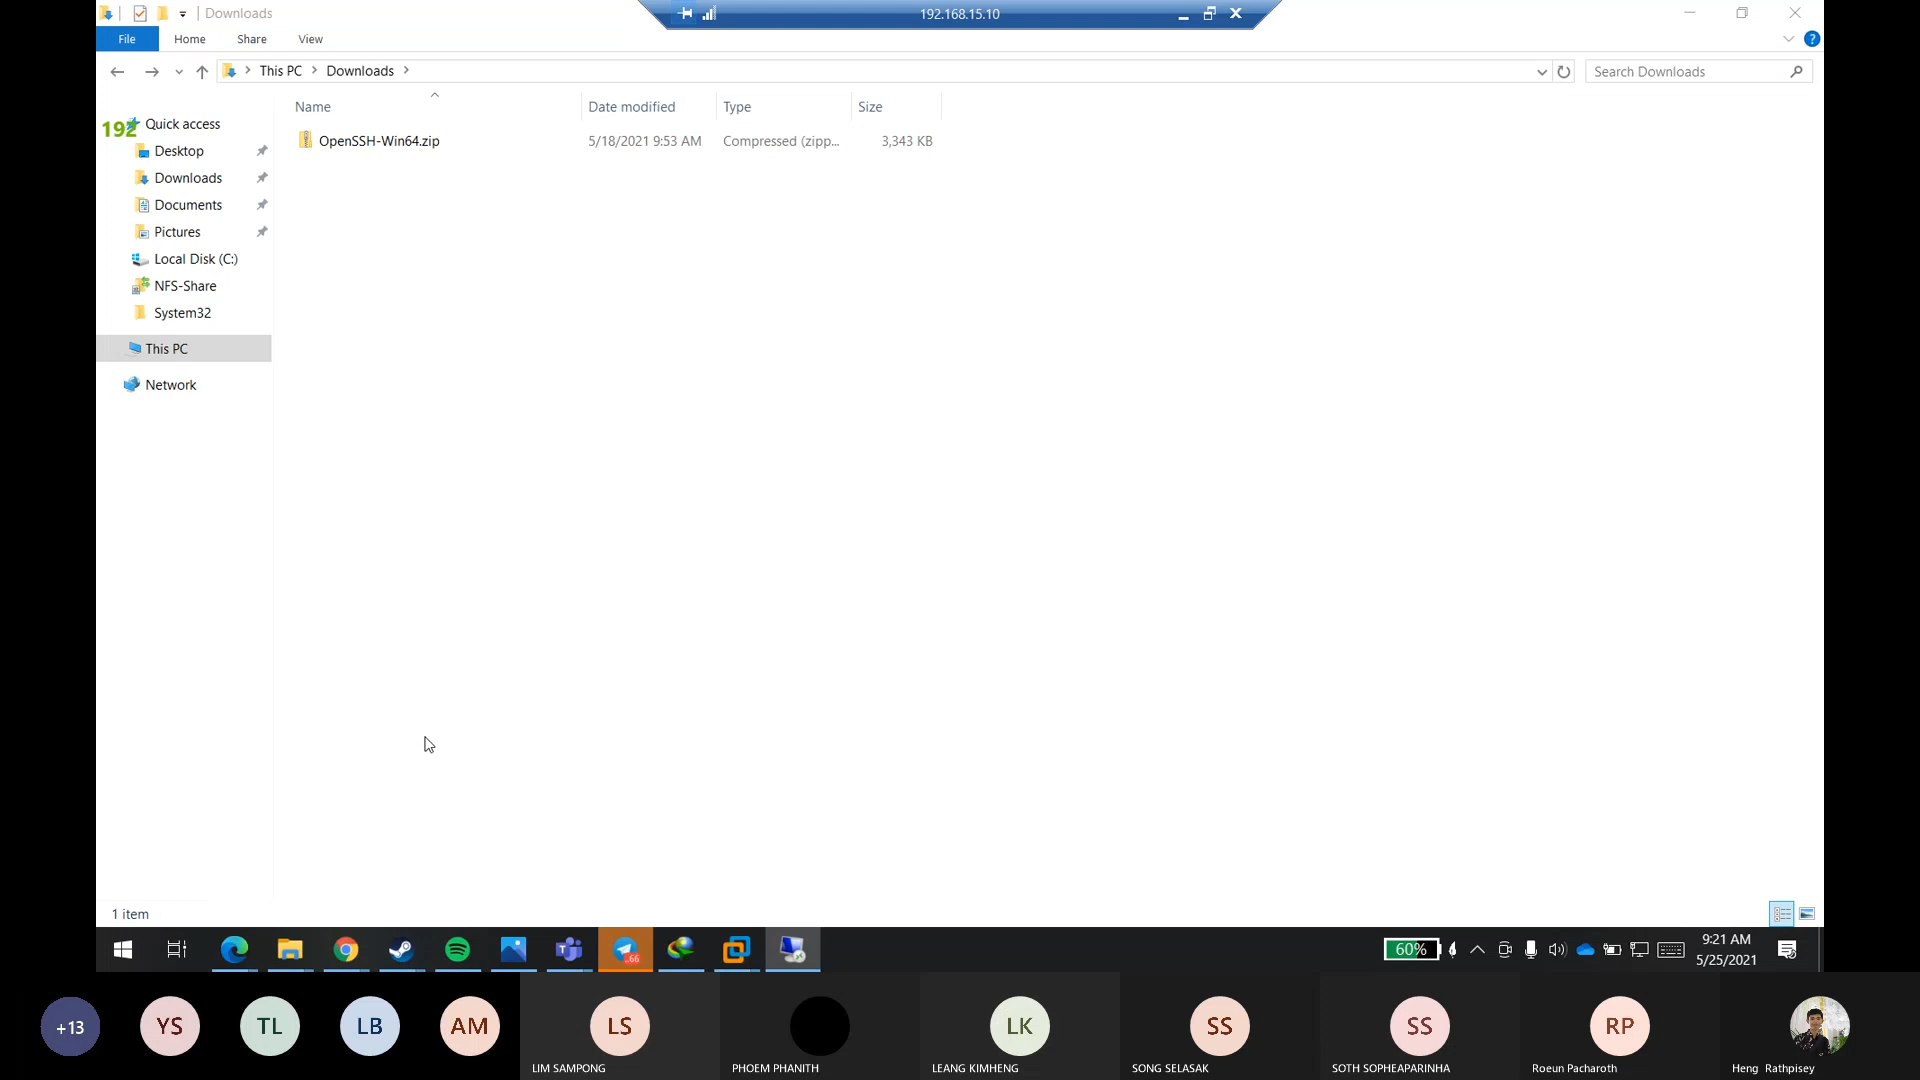 Downloads
192.168.15.10
File Home Share View
This PC Downloads
Search Downloads
Name Date modified Type Size
OpenSSH-Win64.zip 5/18/2021 9:53 AM Compressed (zipp... 3,343 KB
192
Quick access
Desktop
Downloads
Documents
Pictures
Local Disk (C:)
NFS-Share
System32
This PC
Network
1 item
66
60%
9:21 AM
5/25/2021
+13 YS TL LB AM LS LK SS SS RP
LIM SAMPONG PHOEM PHANITH LEANG KIMHENG SONG SELASAK SOTH SOPHEAPARINHA Roeun Pacharoth Heng Rathpisey